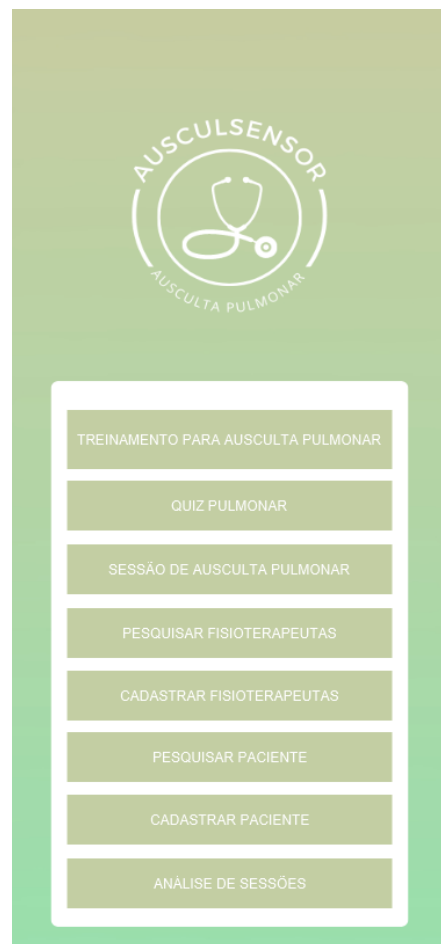 AUSCULSENSOR
AUSCULTA PULMONAR
TREINAMENTO PARA AUSCULTA PULMONAR
QUIZ PULMONAR
SESSÃO DE AUSCULTA PULMONAR
PESQUISAR FISIOTERAPEUTAS
CADASTRAR FISIOTERAPEUTAS
PESQUISAR PACIENTE
CADASTRAR PACIENTE
ANÁLISE DE SESSÕES